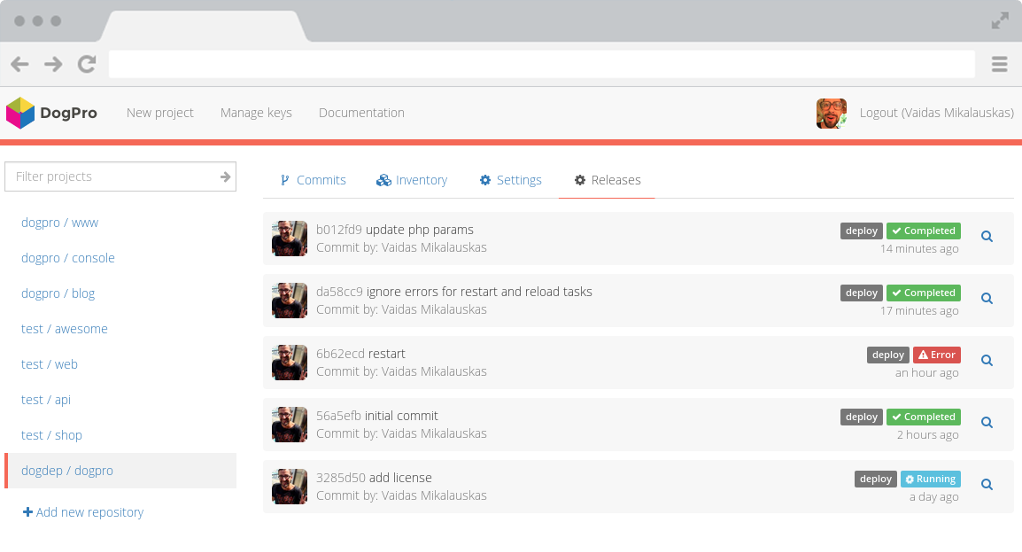 DogPro
New project
Manage keys
Documentation
Logout (Vaidas Mikalauskas)
Filter projects
dogpro / www
dogpro / console
dogpro / blog
test / awesome
test / web
test / api
test / shop
dogdep / dogpro
Add new repository
Commits
Inventory
Settings
Releases
b012fd9 update php params
Commit by: Vaidas Mikalauskas
deploy Completed
14 minutes ago
da58cc9 ignore errors for restart and reload tasks
Commit by: Vaidas Mikalauskas
deploy Completed
17 minutes ago
6b62ecd restart
Commit by: Vaidas Mikalauskas
deploy Error
an hour ago
56a5efb initial commit
Commit by: Vaidas Mikalauskas
deploy Completed
2 hours ago
3285d50 add license
Commit by: Vaidas Mikalauskas
deploy Running
a day ago